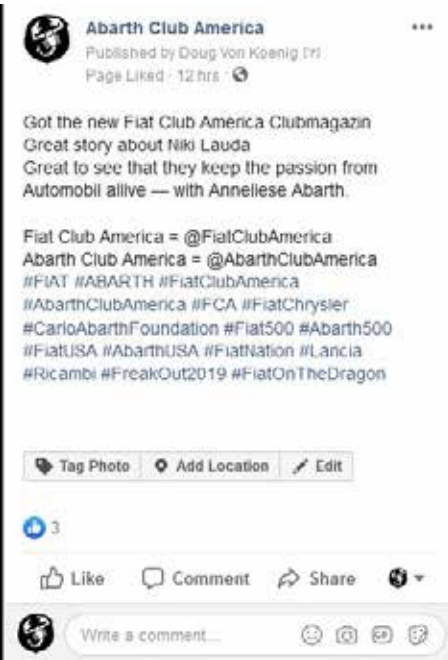 Abarth Club America
Published by Doug Von Koenig [?]
Page Liked · 12 hrs ·
Got the new Fiat Club America Clubmagazin
Great story about Niki Lauda
Great to see that they keep the passion from
Automobil allive — with Anneliese Abarth.
Fiat Club America = @FiatClubAmerica
Abarth Club America = @AbarthClubAmerica
#FIAT #ABARTH #FiatClubAmerica
#AbarthClubAmerica #FCA #FiatChrysler
#CarloAbarthFoundation #Fiat500 #Abarth500
#FiatUSA #AbarthUSA #FiatNation #Lancia
#Ricambi #FreakOut2019 #FiatOnTheDragon
Tag Photo Add Location Edit
3
Like Comment Share
Write a comment...
GIF